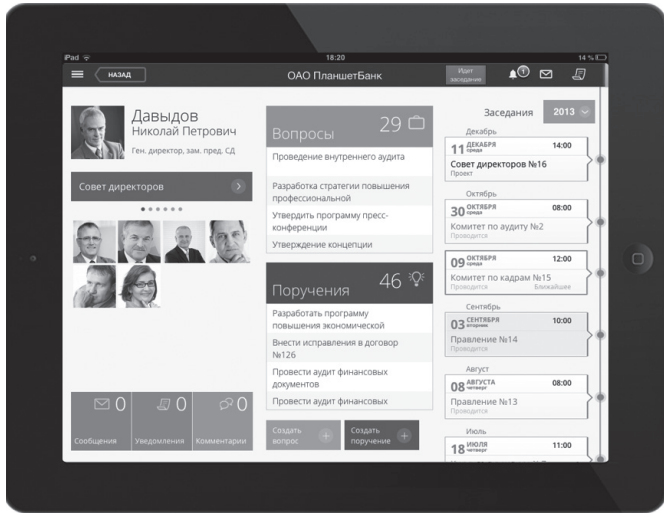 iPad
18:20
14 %
НАЗАД
ОАО ПланшетБанк
Идет
заседание
1
Давыдов
Николай Петрович
Ген. директор, зам. пред. СД
Совет директоров
0
0
0
Сообщения
Уведомления
Комментарии
Вопросы 29
Проведение внутреннего аудита
Разработка стратегии повышения
профессиональной
Утвердить программу пресс-
конференции
Утверждение концепции
Поручения 46
Разработать программу
повышения экономической
Внести исправления в договор
№126
Провести аудит финансовых
документов
Провести аудит финансовых
Создать
вопрос
Создать
поручение
Заседания 2013
Декабрь
11 ДЕКАБРЯ 14:00
среда
Совет директоров №16
Проект
Октябрь
30 ОКТЯБРЯ 08:00
среда
Комитет по аудиту №2
Проводится
09 ОКТЯБРЯ 12:00
среда
Комитет по кадрам №15
Проводится Ближайшее
Сентябрь
03 СЕНТЯБРЯ 10:00
вторник
Правление №14
Проводится
Август
08 АВГУСТА 08:00
четверг
Правление №13
Проводится
Июль
18 ИЮЛЯ 11:00
четверг